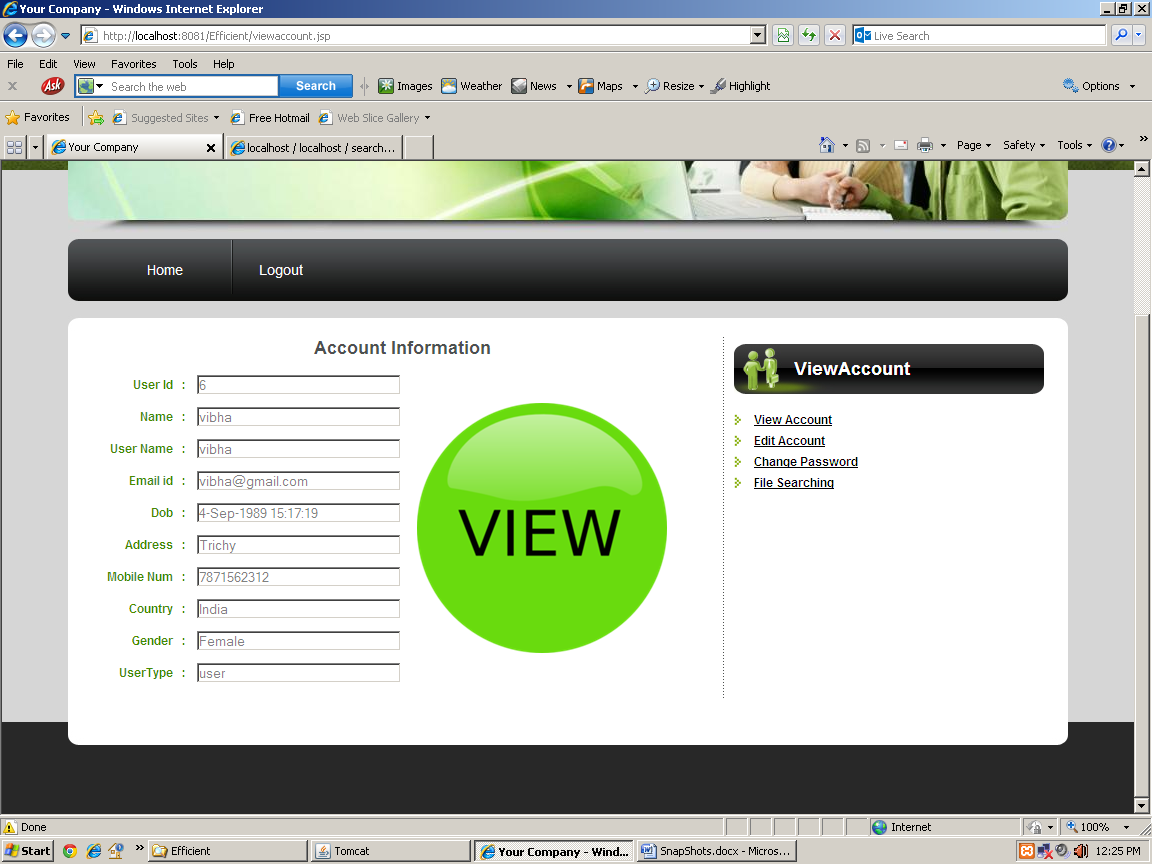 Your Company - Windows Internet Explorer
http://localhost:8081/Efficient/viewaccount.jsp
Live Search
File Edit View Favorites Tools Help
Ask Search the web Search Images Weather News Maps Resize Highlight Options
Favorites Suggested Sites Free Hotmail Web Slice Gallery
Your Company localhost / localhost / search... Page Safety Tools
Home Logout
Account Information
User Id : 6
Name : vibha
User Name : vibha
Email id : vibha@gmail.com
Dob : 4-Sep-1989 15:17:19
Address : Trichy
Mobile Num : 7871562312
Country : India
Gender : Female
UserType : user
VIEW
ViewAccount
View Account
Edit Account
Change Password
File Searching
Done Internet 100%
Start Efficient Tomcat Your Company - Wind... SnapShots.docx - Micros... 12:25 PM